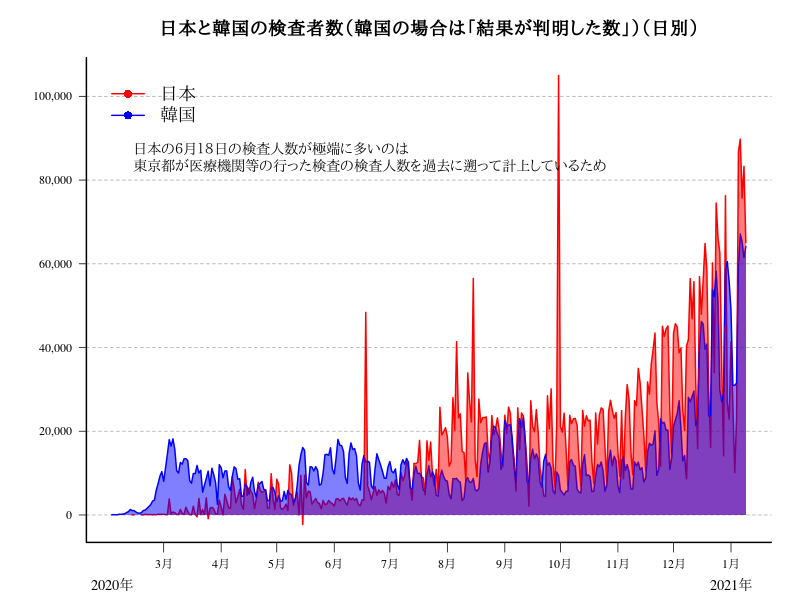 日本と韓国の検査者数（韓国の場合は「結果が判明した数」）（日別）
日本
韓国
日本の6月18日の検査人数が極端に多いのは
東京都が医療機関等の行った検査の検査人数を過去に遡って計上しているため
100,000
80,000
60,000
40,000
20,000
0
3月 4月 5月 6月 7月 8月 9月 10月 11月 12月 1月
2020年 2021年